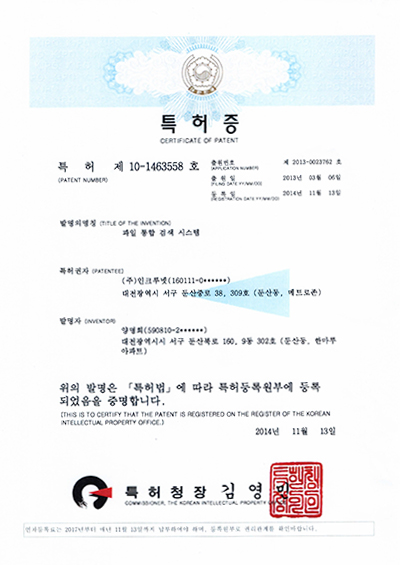 특허증
CERTIFICATE OF PATENT
특 허 제 10-1463558 호
(PATENT NUMBER)
출원번호 제 2013-0023762 호
(APPLICATION NUMBER)
출 원 일 2013년 03월 06일
(FILING DATE:YY/MM/DD)
등 록 일 2014년 11월 13일
(REGISTRATION DATE:YY/MM/DD)
발명의명칭 (TITLE OF THE INVENTION)
파일 통합 검색 시스템
특허권자 (PATENTEE)
(주)인크루넷(160111-0******)
대전광역시 서구 둔산중로 38, 309호 (둔산동, 메트로존)
발명자 (INVENTOR)
양명희(590810-2******)
대전광역시 서구 둔산북로 160, 9동 302호 (둔산동, 한마루
아파트)
위의 발명은 「특허법」에 따라 특허등록원부에 등록
되었음을 증명합니다.
(THIS IS TO CERTIFY THAT THE PATENT IS REGISTERED ON THE REGISTER OF THE KOREAN
INTELLECTUAL PROPERTY OFFICE.)
2014년 11월 13일
특허청장 김영민
COMMISSIONER, THE KOREAN INTELLECTUAL PROPERTY
연차등록료는 2017년부터 매년 11월 13일까지 납부하여야 하며, 등록원부로 권리관계를 확인바랍니다.